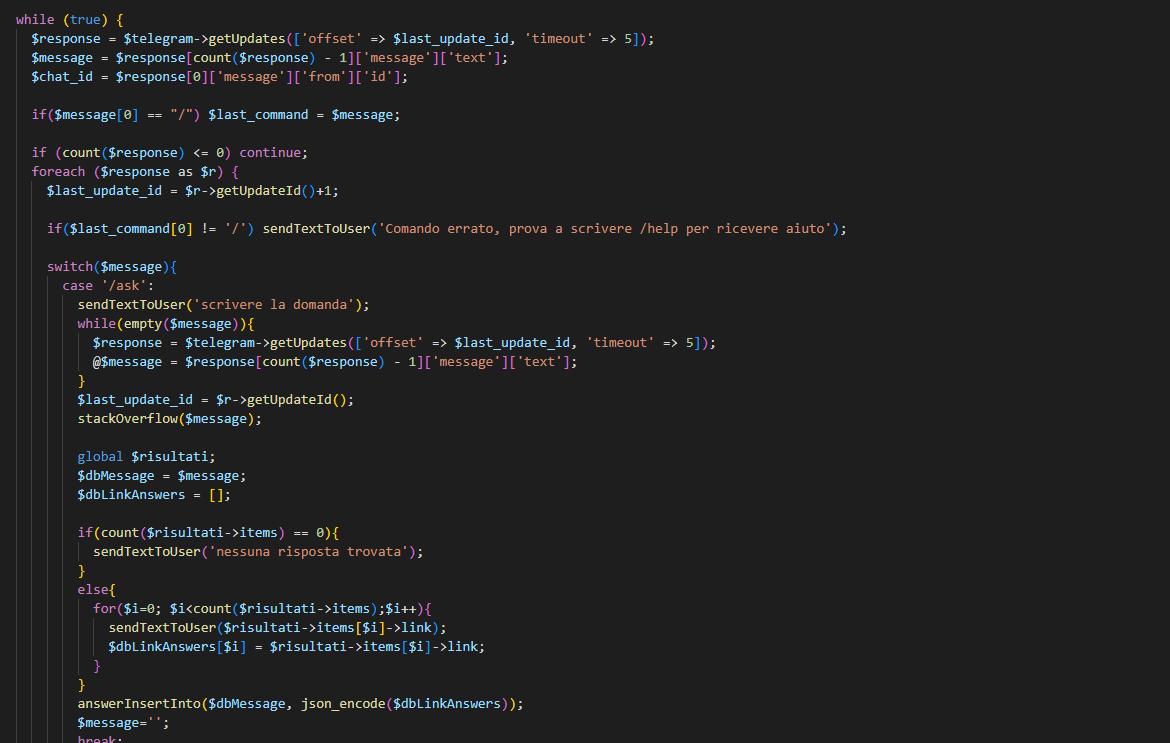 while (true) {
$response = $telegram->getUpdates(['offset' => $last_update_id, 'timeout' => 5]);
$message = $response[count($response) - 1]['message']['text'];
$chat_id = $response[0]['message']['from']['id'];
if($message[0] == "/") $last_command = $message;
if (count($response) <= 0) continue;
foreach ($response as $r) {
$last_update_id = $r->getUpdateId()+1;
if($last_command[0] != '/') sendTextToUser('Comando errato, prova a scrivere /help per ricevere aiuto');
switch($message){
case '/ask':
sendTextToUser('scrivere la domanda');
while(empty($message)){
$response = $telegram->getUpdates(['offset' => $last_update_id, 'timeout' => 5]);
@$message = $response[count($response) - 1]['message']['text'];
}
$last_update_id = $r->getUpdateId();
stackOverflow($message);
global $risultati;
$dbMessage = $message;
$dbLinkAnswers = [];
if(count($risultati->items) == 0){
sendTextToUser('nessuna risposta trovata');
}
else{
for($i=0; $i<count($risultati->items);$i++){
sendTextToUser($risultati->items[$i]->link);
$dbLinkAnswers[$i] = $risultati->items[$i]->link;
}
}
answerInsertInto($dbMessage, json_encode($dbLinkAnswers));
$message='';
break;